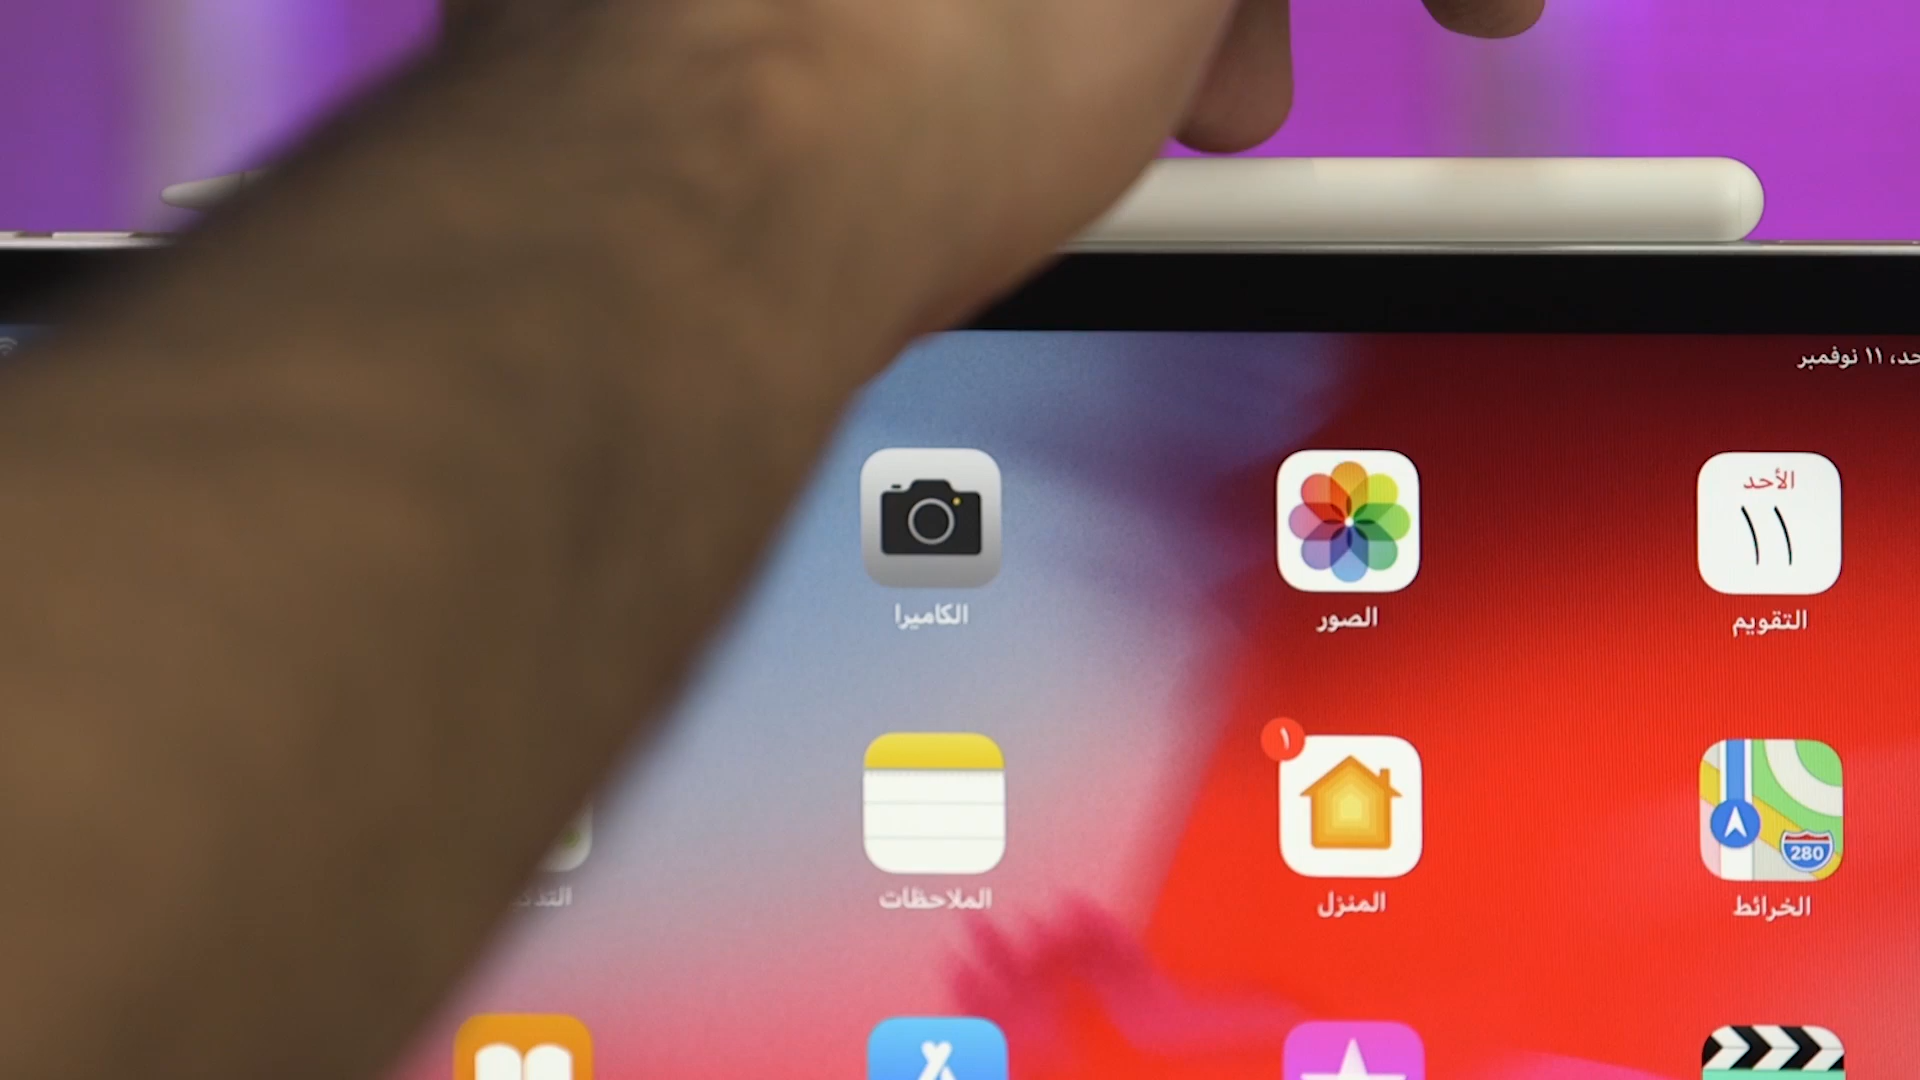 ١١ نوفمبر
الأحد
١١
التقويم
الصور
الكاميرا
١
280
الخرائط
المنزل
الملاحظات